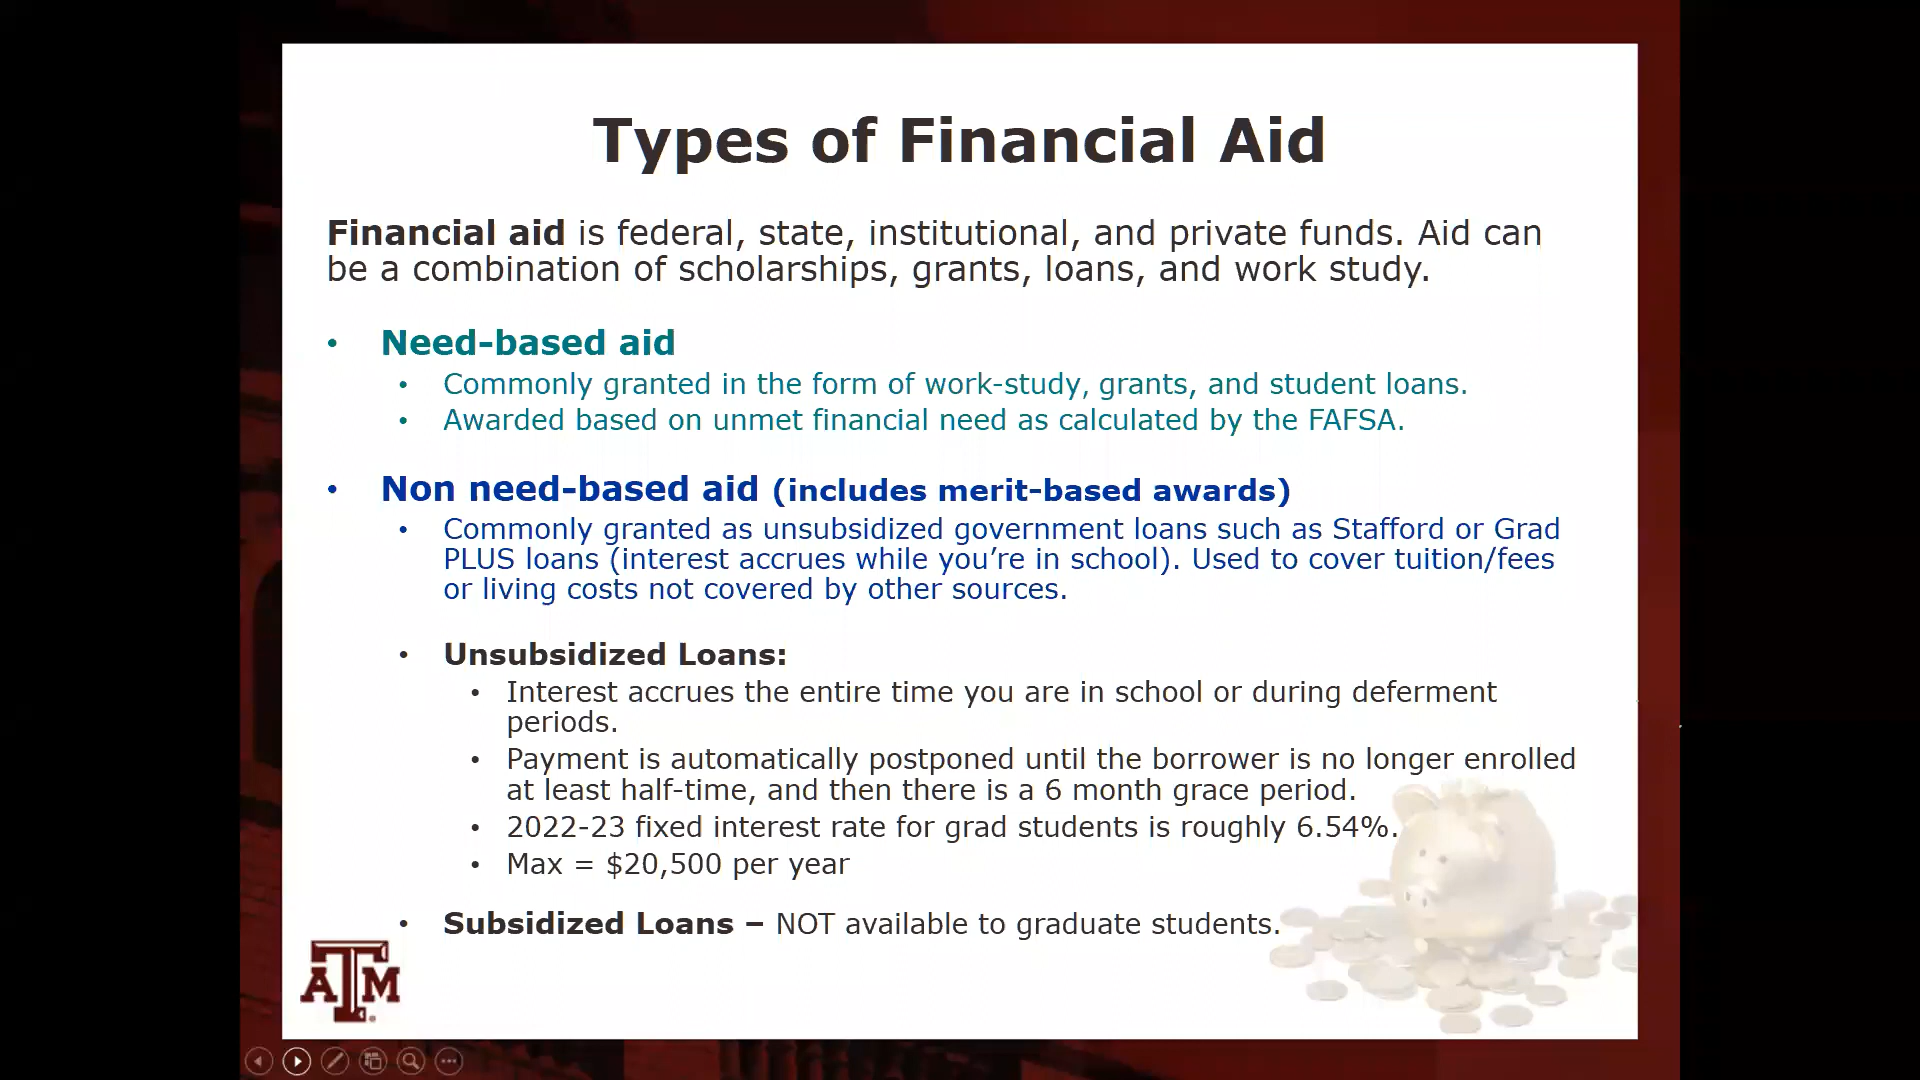 Types of Financial Aid
Financial aid is federal, state, institutional, and private funds. Aid can
be a combination of scholarships, grants, loans, and work study.
• Need-based aid
• Commonly granted in the form of work-study, grants, and student loans.
• Awarded based on unmet financial need as calculated by the FAFSA.
• Non need-based aid (includes merit-based awards)
• Commonly granted as unsubsidized government loans such as Stafford or Grad
PLUS loans (interest accrues while you’re in school). Used to cover tuition/fees
or living costs not covered by other sources.
• Unsubsidized Loans:
• Interest accrues the entire time you are in school or during deferment
periods.
• Payment is automatically postponed until the borrower is no longer enrolled
at least half-time, and then there is a 6 month grace period.
• 2022-23 fixed interest rate for grad students is roughly 6.54%.
• Max = $20,500 per year
• Subsidized Loans – NOT available to graduate students.
ATM